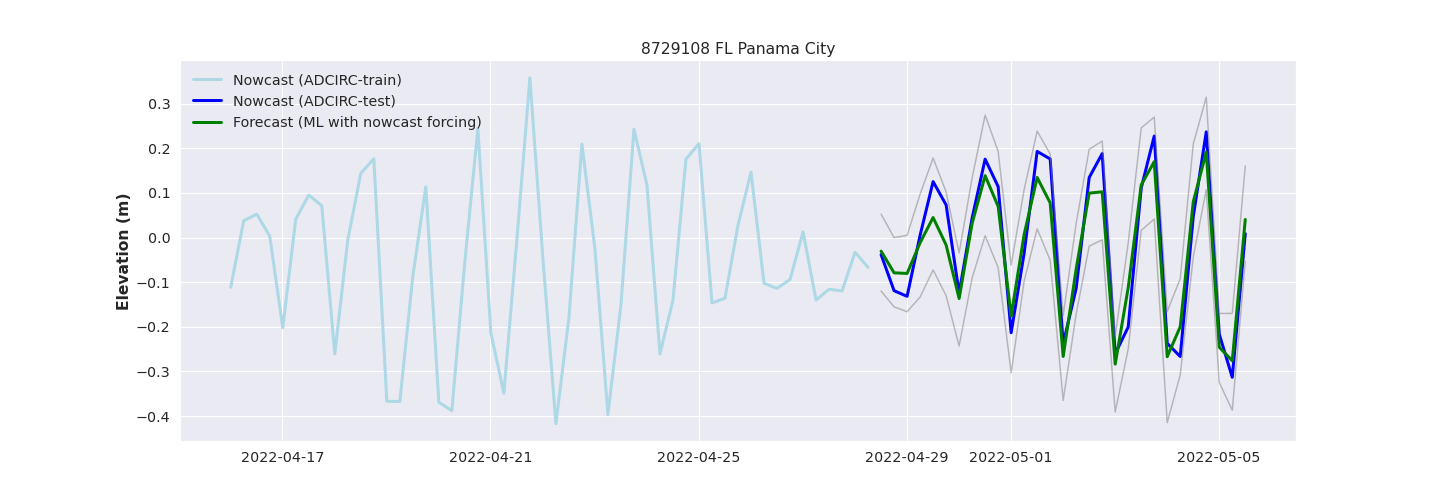 8729108 FL Panama City
Nowcast (ADCIRC-train)
Nowcast (ADCIRC-test)
Forecast (ML with nowcast forcing)
Elevation (m)
0.3
0.2
0.1
0.0
−0.1
−0.2
−0.3
−0.4
2022-04-17 2022-04-21 2022-04-25 2022-04-29 2022-05-01 2022-05-05